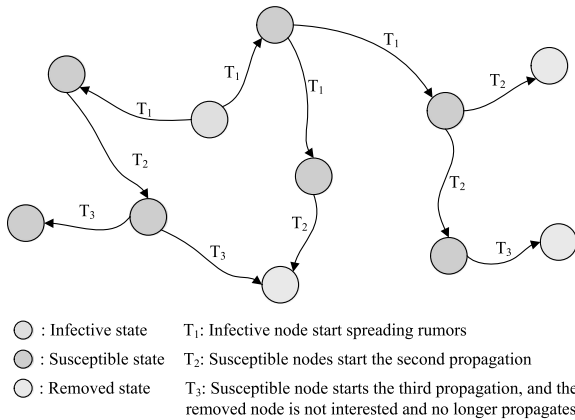 T₁
T₁
T₁
T₁
T₂
T₂
T₂
T₂
T₃
T₃
T₃
: Infective state
T₁: Infective node start spreading rumors
: Susceptible state
T₂: Susceptible nodes start the second propagation
: Removed state
T₃: Susceptible node starts the third propagation, and the
removed node is not interested and no longer propagates